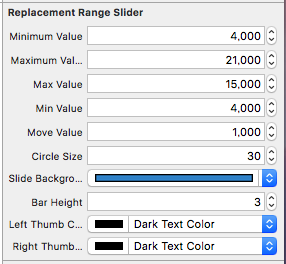 Replacement Range Slider
Minimum Value 4,000
Maximum Val... 21,000
Max Value 15,000
Min Value 4,000
Move Value 1,000
Circle Size 30
Slide Backgro...
Bar Height 3
Left Thumb C... Dark Text Color
Right Thumb... Dark Text Color